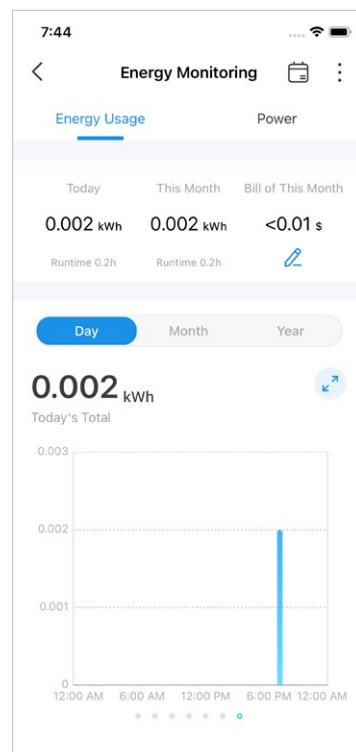 7:44
Energy Monitoring
Energy Usage Power
Today This Month Bill of This Month
0.002 kWh 0.002 kWh <0.01 $
Runtime 0.2h Runtime 0.2h
Day Month Year
0.002 kWh
Today's Total
0.003
0.002
0.001
0
12:00 AM 6:00 AM 12:00 PM 6:00 PM 12:00 AM